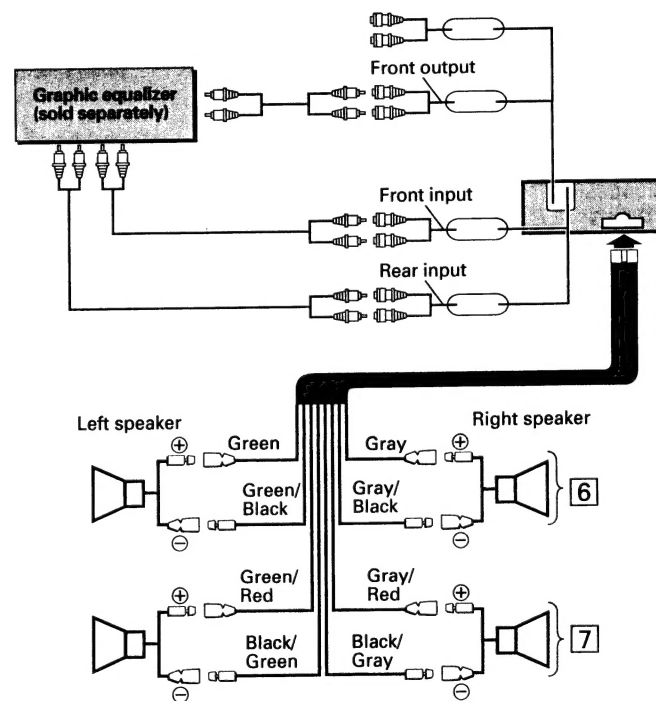 Front output
Graphic equalizer
(sold separately)
Front input
Rear input
Left speaker
Right speaker
⊕
Green
Gray
⊕
6
Green/
Black
Gray/
Black
⊖
⊖
⊕
Green/
Red
Gray/
Red
⊕
7
Black/
Green
Black/
Gray
⊖
⊖